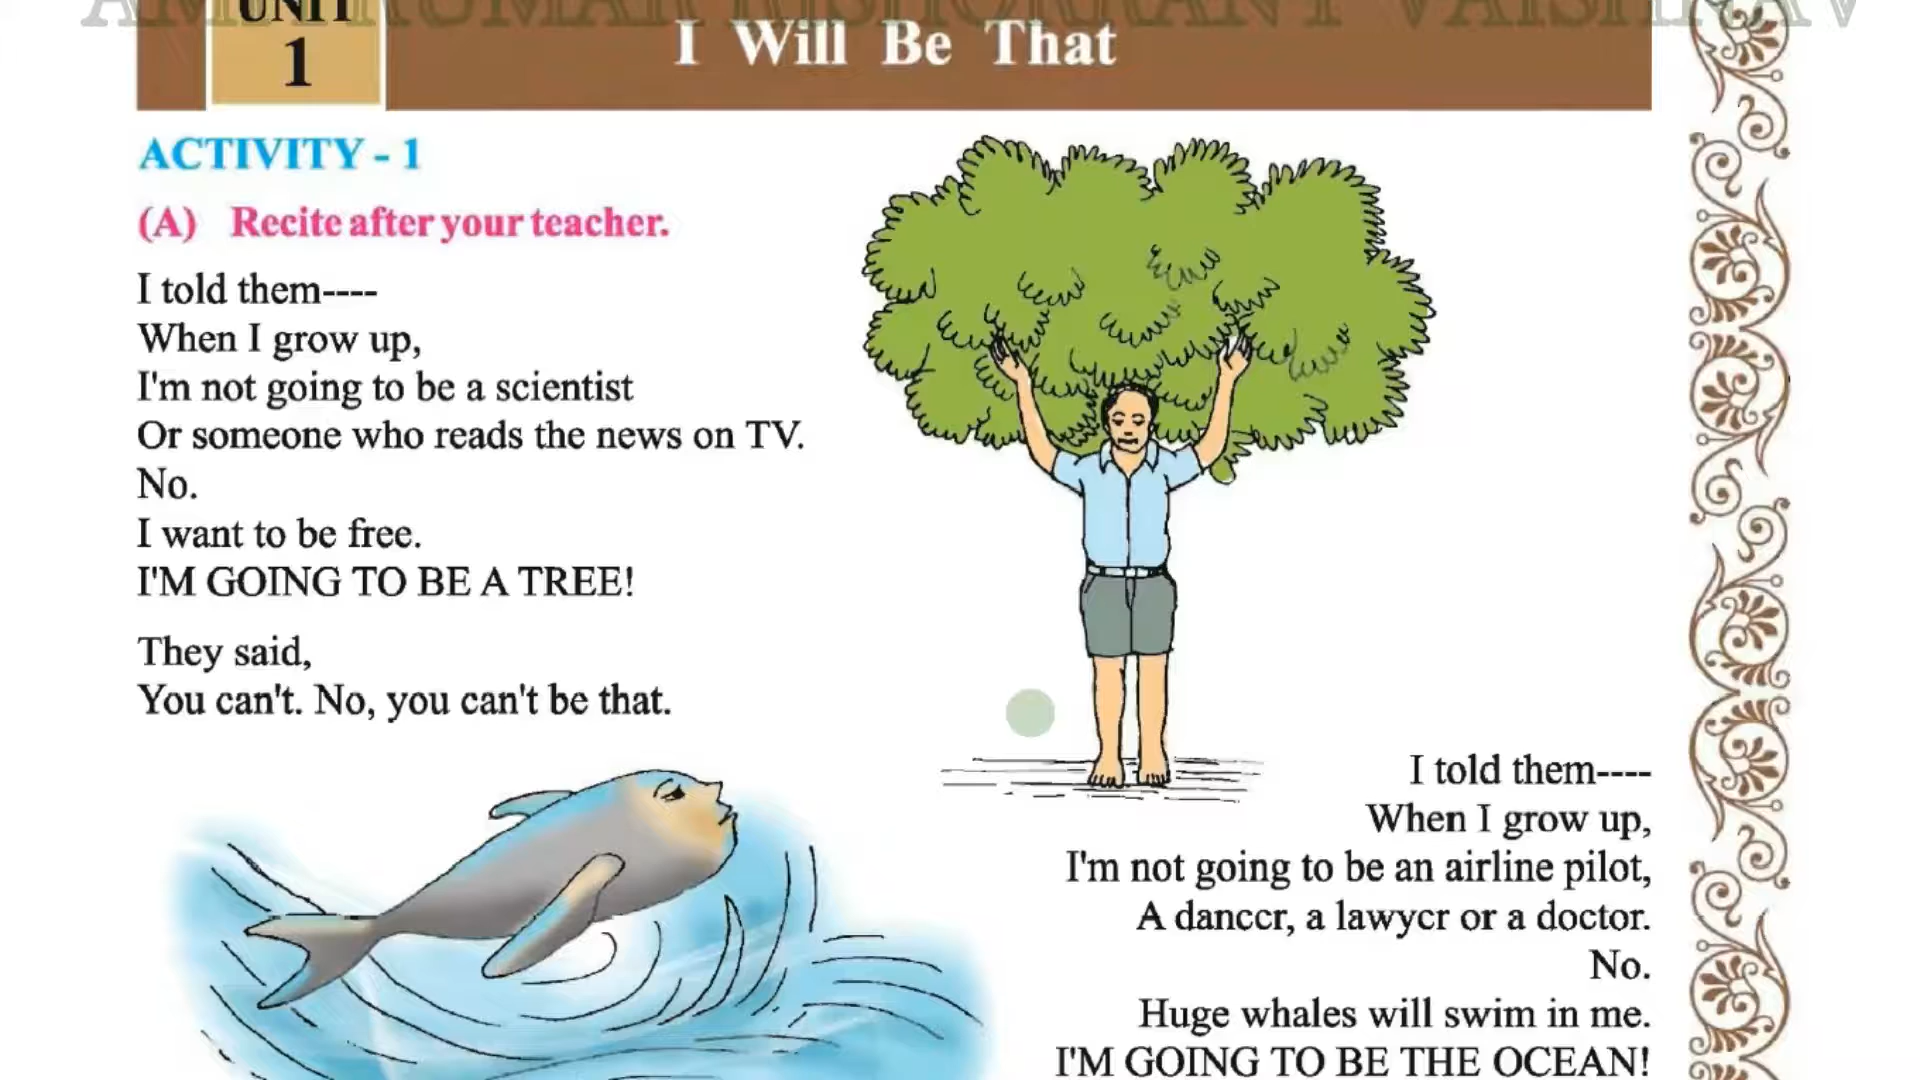 UNIT
1
I Will Be That
ACTIVITY - 1
(A) Recite after your teacher.
I told them----
When I grow up,
I'm not going to be a scientist
Or someone who reads the news on TV.
No.
I want to be free.
I'M GOING TO BE A TREE!
They said,
You can't. No, you can't be that.
I told them----
When I grow up,
I'm not going to be an airline pilot,
A dancer, a lawyer or a doctor.
No.
Huge whales will swim in me.
I'M GOING TO BE THE OCEAN!